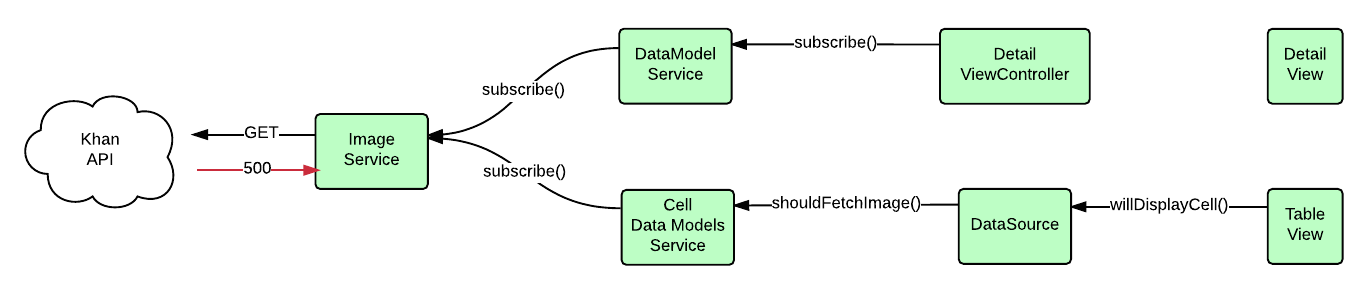 Khan
API
GET
500
Image
Service
subscribe()
subscribe()
DataModel
Service
subscribe()
Detail
ViewController
Detail
View
Cell
Data Models
Service
shouldFetchImage()
DataSource
willDisplayCell()
Table
View